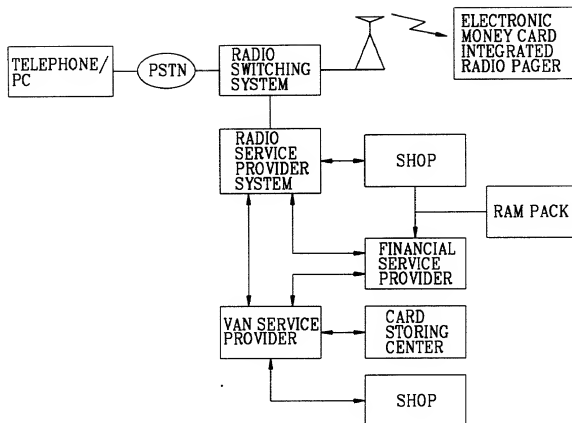 ELECTRONIC
MONEY CARD
INTEGRATED
RADIO PAGER
TELEPHONE/
PC
PSTN
RADIO
SWITCHING
SYSTEM
RADIO
SERVICE
PROVIDER
SYSTEM
SHOP
RAM PACK
FINANCIAL
SERVICE
PROVIDER
VAN SERVICE
PROVIDER
CARD
STORING
CENTER
SHOP